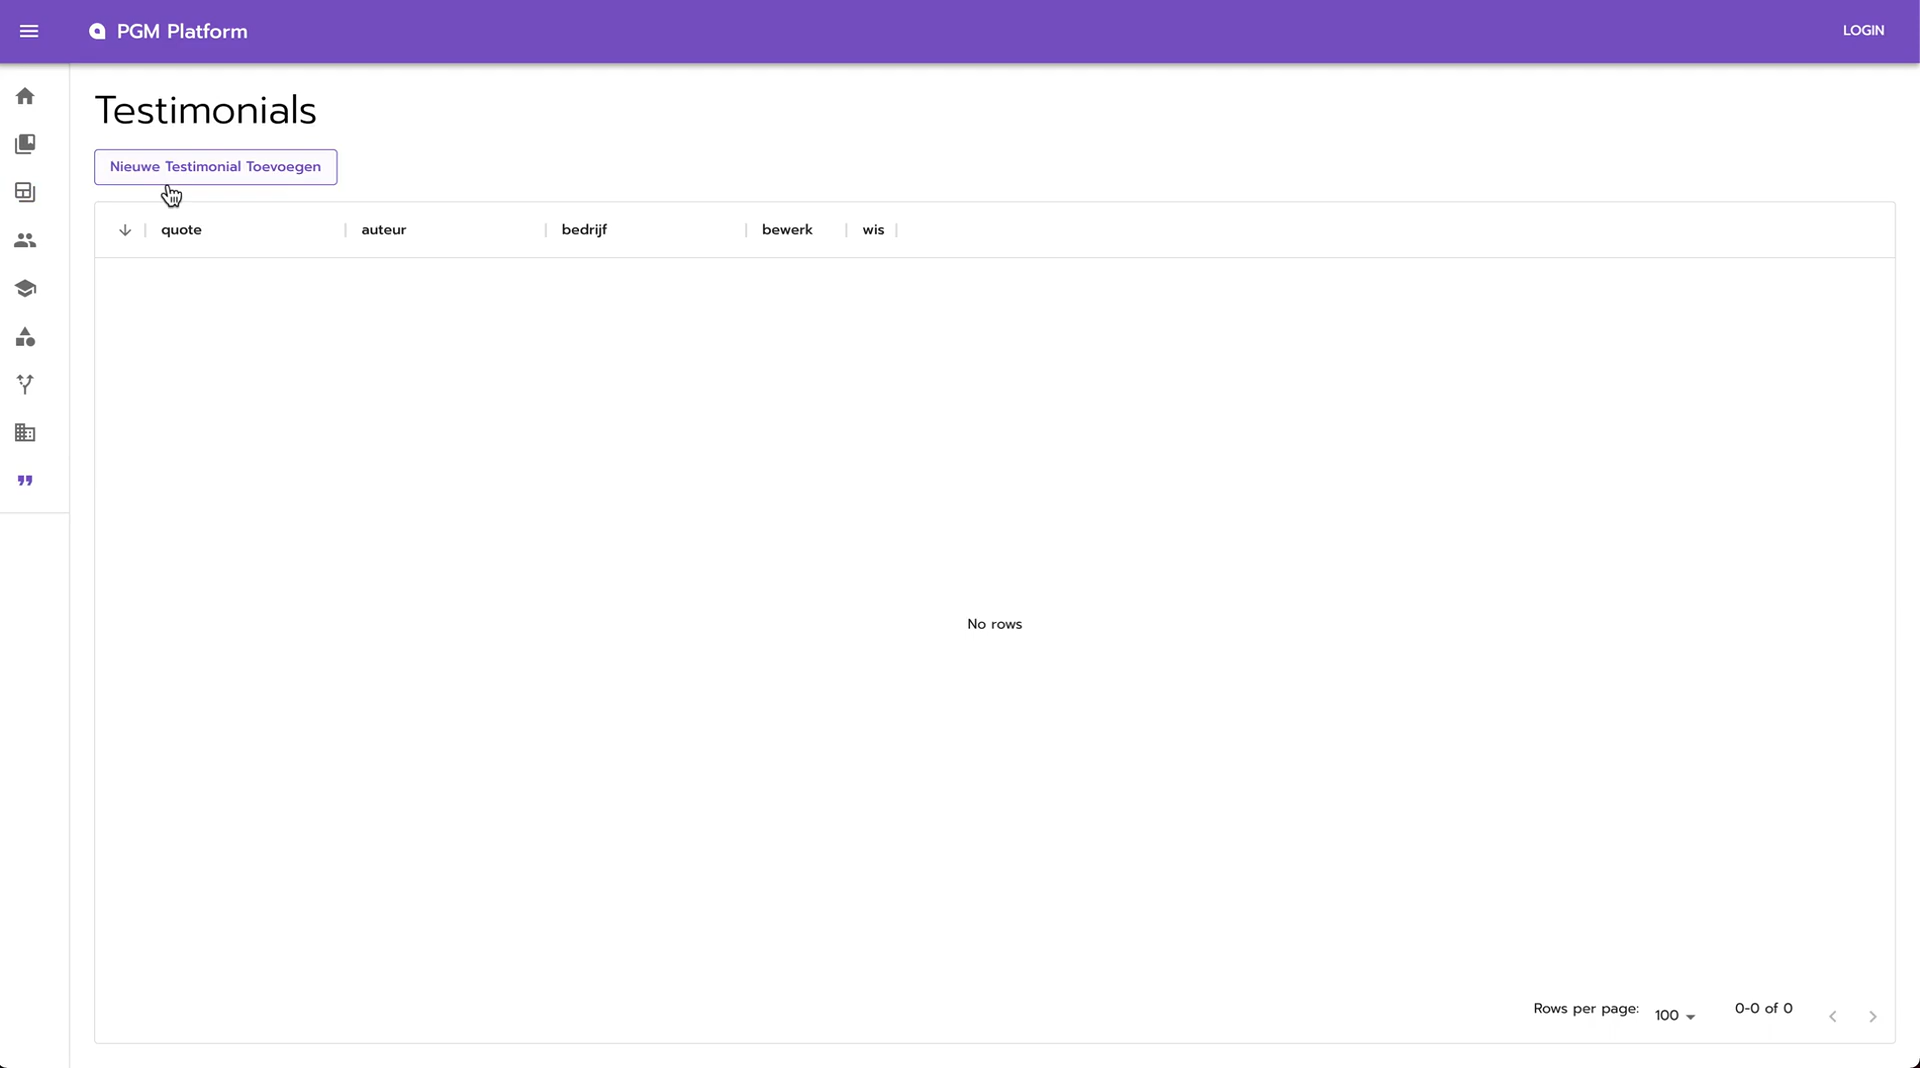 PGM Platform
LOGIN
Testimonials
Nieuwe Testimonial Toevoegen
quote auteur bedrijf bewerk wis
No rows
Rows per page: 100 0-0 of 0